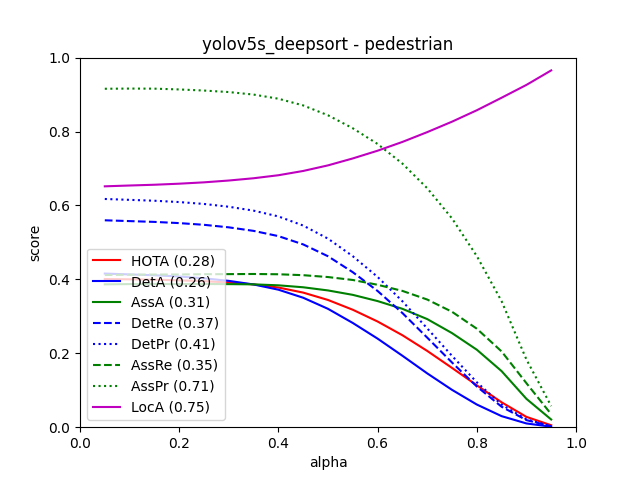 yolov5s_deepsort - pedestrian
1.0
0.8
0.6
0.4
0.2
0.0
score
HOTA (0.28)
DetA (0.26)
AssA (0.31)
DetRe (0.37)
DetPr (0.41)
AssRe (0.35)
AssPr (0.71)
LocA (0.75)
0.0 0.2 0.4 0.6 0.8 1.0
alpha